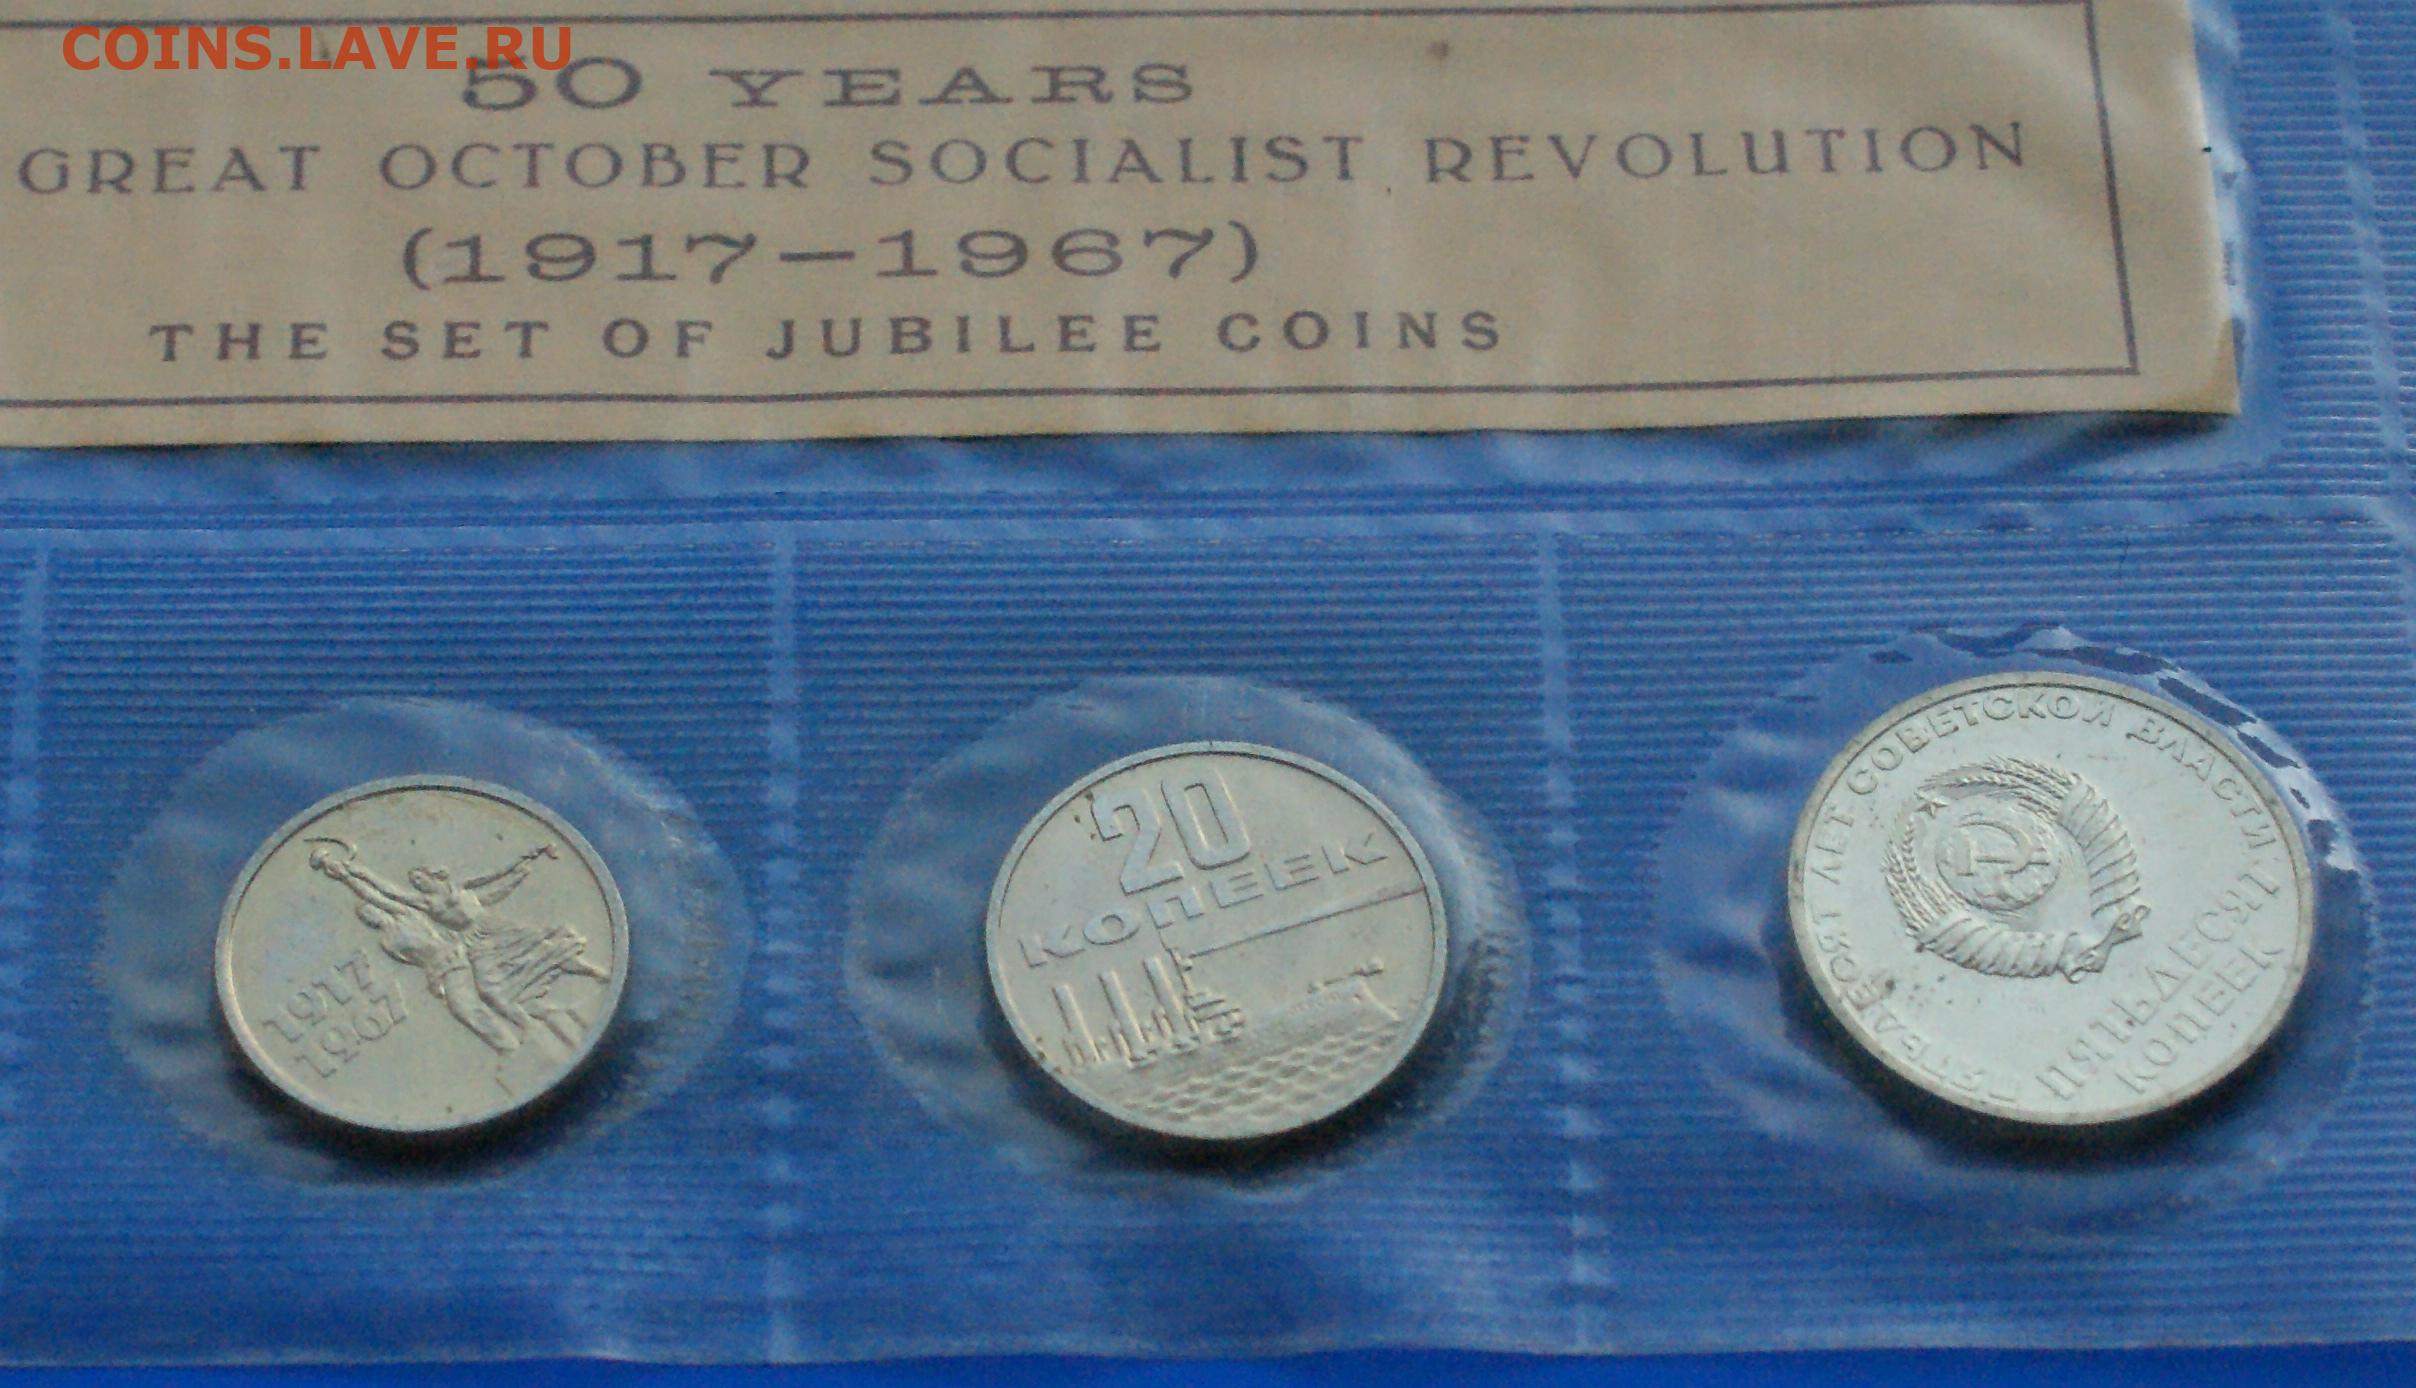 COINS.LAVE.RU
50 YEARS
GREAT OCTOBER SOCIALIST REVOLUTION
(1917–1967)
THE SET OF JUBILEE COINS
1917
1967
20
КОПЕЕК
ПЯТЬДЕСЯТ ЛЕТ СОВЕТСКОЙ ВЛАСТИ
ПЯТЬДЕСЯТ
КОПЕЕК